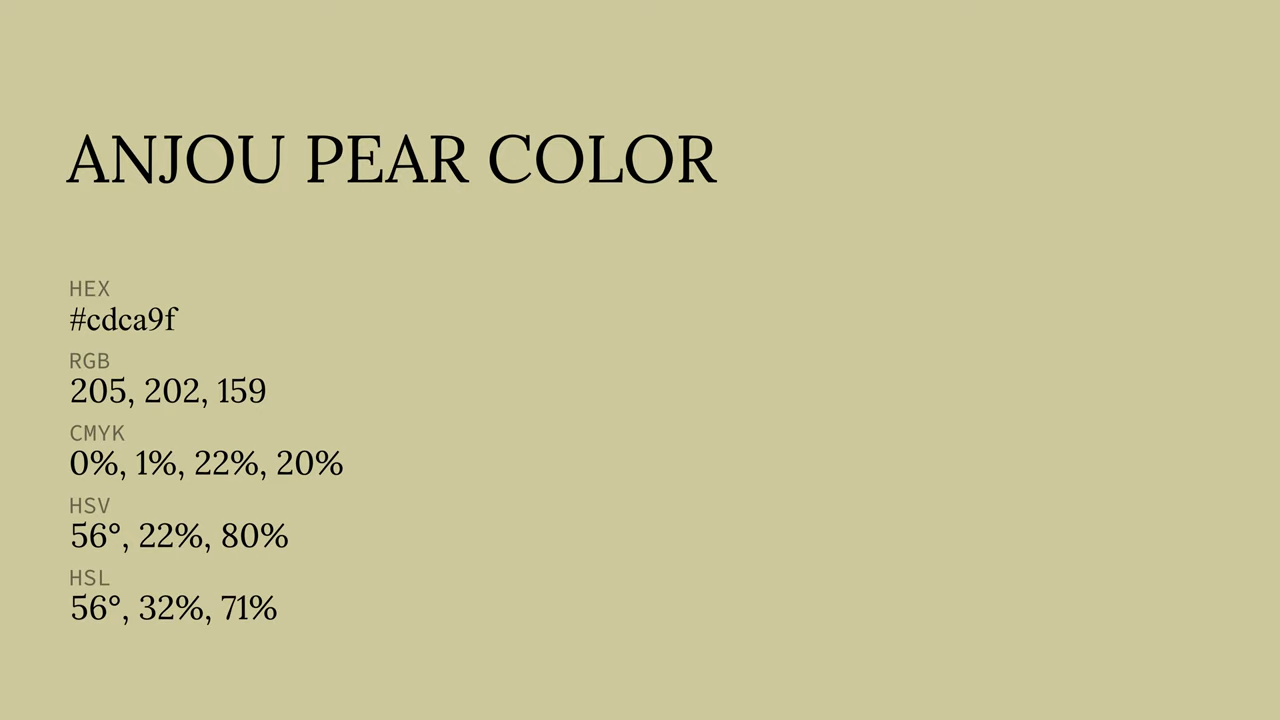 ANJOU PEAR COLOR
HEX
#cdca9f
RGB
205, 202, 159
CMYK
0%, 1%, 22%, 20%
HSV
56°, 22%, 80%
HSL
56°, 32%, 71%